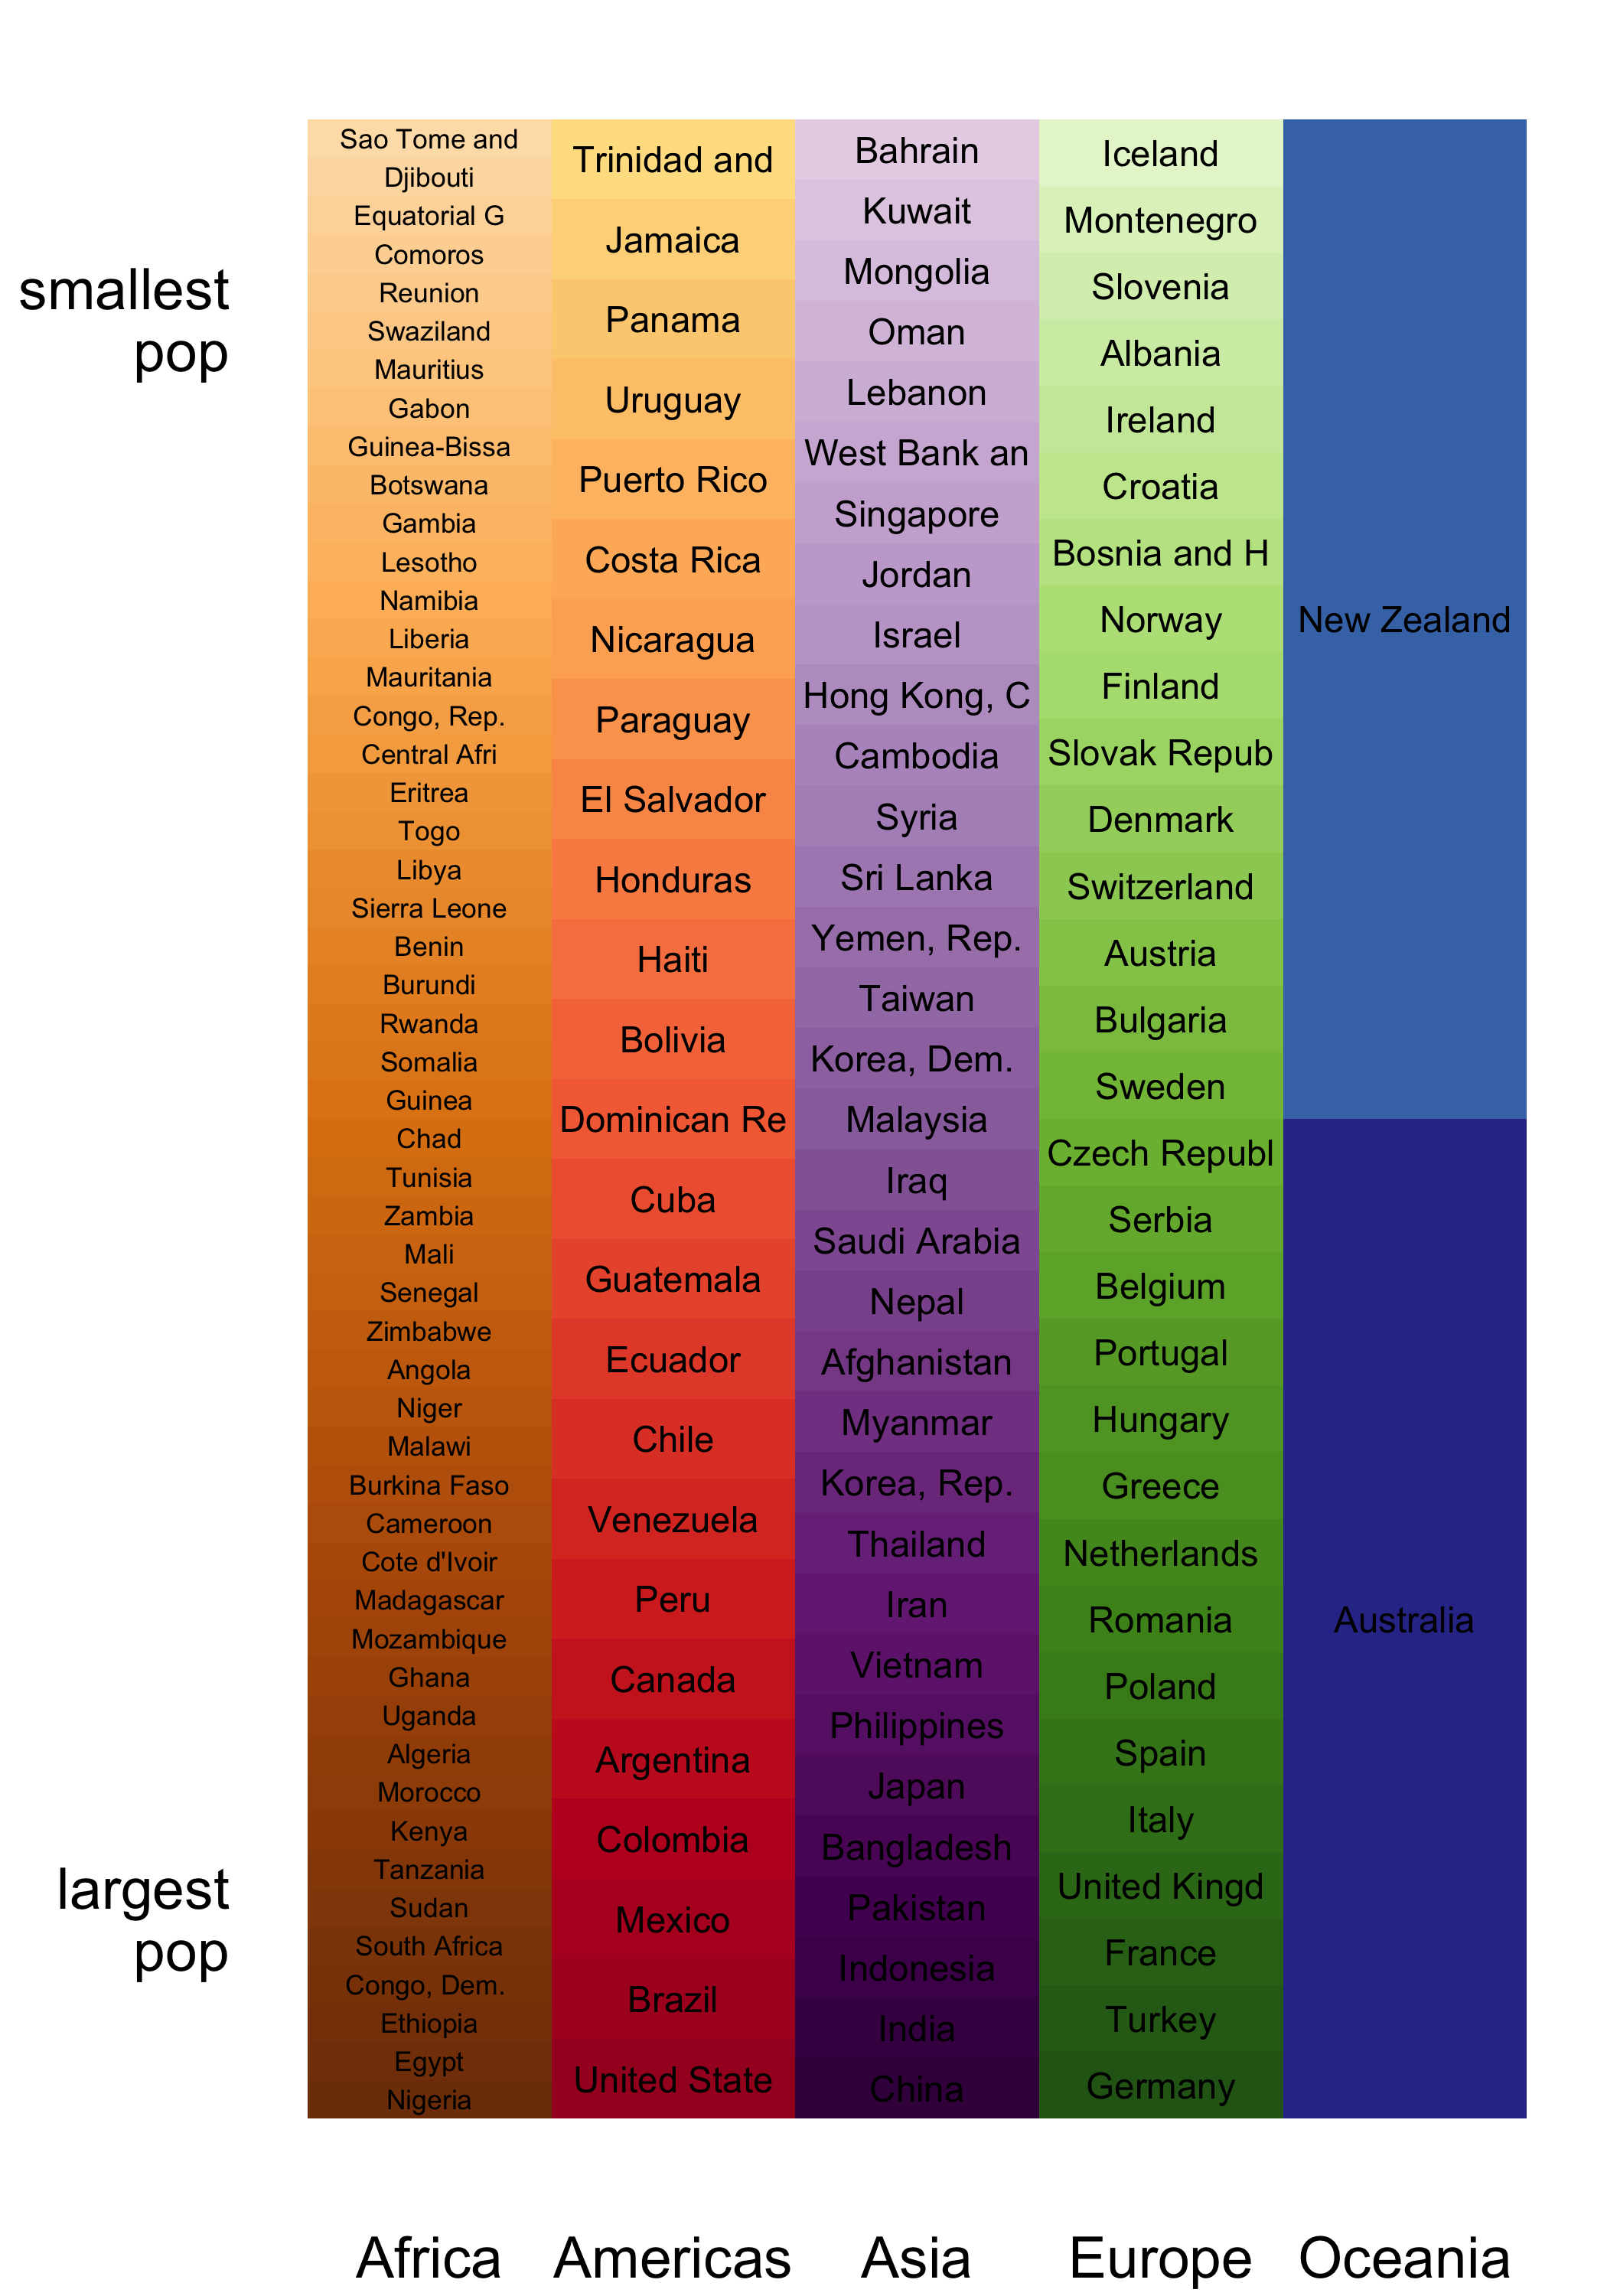 smallest
pop
largest
pop
Sao Tome and
Djibouti
Equatorial G
Comoros
Reunion
Swaziland
Mauritius
Gabon
Guinea-Bissa
Botswana
Gambia
Lesotho
Namibia
Liberia
Mauritania
Congo, Rep.
Central Afri
Eritrea
Togo
Libya
Sierra Leone
Benin
Burundi
Rwanda
Somalia
Guinea
Chad
Tunisia
Zambia
Mali
Senegal
Zimbabwe
Angola
Niger
Malawi
Burkina Faso
Cameroon
Cote d'Ivoir
Madagascar
Mozambique
Ghana
Uganda
Algeria
Morocco
Kenya
Tanzania
Sudan
South Africa
Congo, Dem.
Ethiopia
Egypt
Nigeria
Trinidad and
Jamaica
Panama
Uruguay
Puerto Rico
Costa Rica
Nicaragua
Paraguay
El Salvador
Honduras
Haiti
Bolivia
Dominican Re
Cuba
Guatemala
Ecuador
Chile
Venezuela
Peru
Canada
Argentina
Colombia
Mexico
Brazil
United State
Bahrain
Kuwait
Mongolia
Oman
Lebanon
West Bank an
Singapore
Jordan
Israel
Hong Kong, C
Cambodia
Syria
Sri Lanka
Yemen, Rep.
Taiwan
Korea, Dem.
Malaysia
Iraq
Saudi Arabia
Nepal
Afghanistan
Myanmar
Korea, Rep.
Thailand
Iran
Vietnam
Philippines
Japan
Bangladesh
Pakistan
Indonesia
India
China
Iceland
Montenegro
Slovenia
Albania
Ireland
Croatia
Bosnia and H
Norway
Finland
Slovak Repub
Denmark
Switzerland
Austria
Bulgaria
Sweden
Czech Republ
Serbia
Belgium
Portugal
Hungary
Greece
Netherlands
Romania
Poland
Spain
Italy
United Kingd
France
Turkey
Germany
New Zealand
Australia
Africa
Americas
Asia
Europe
Oceania